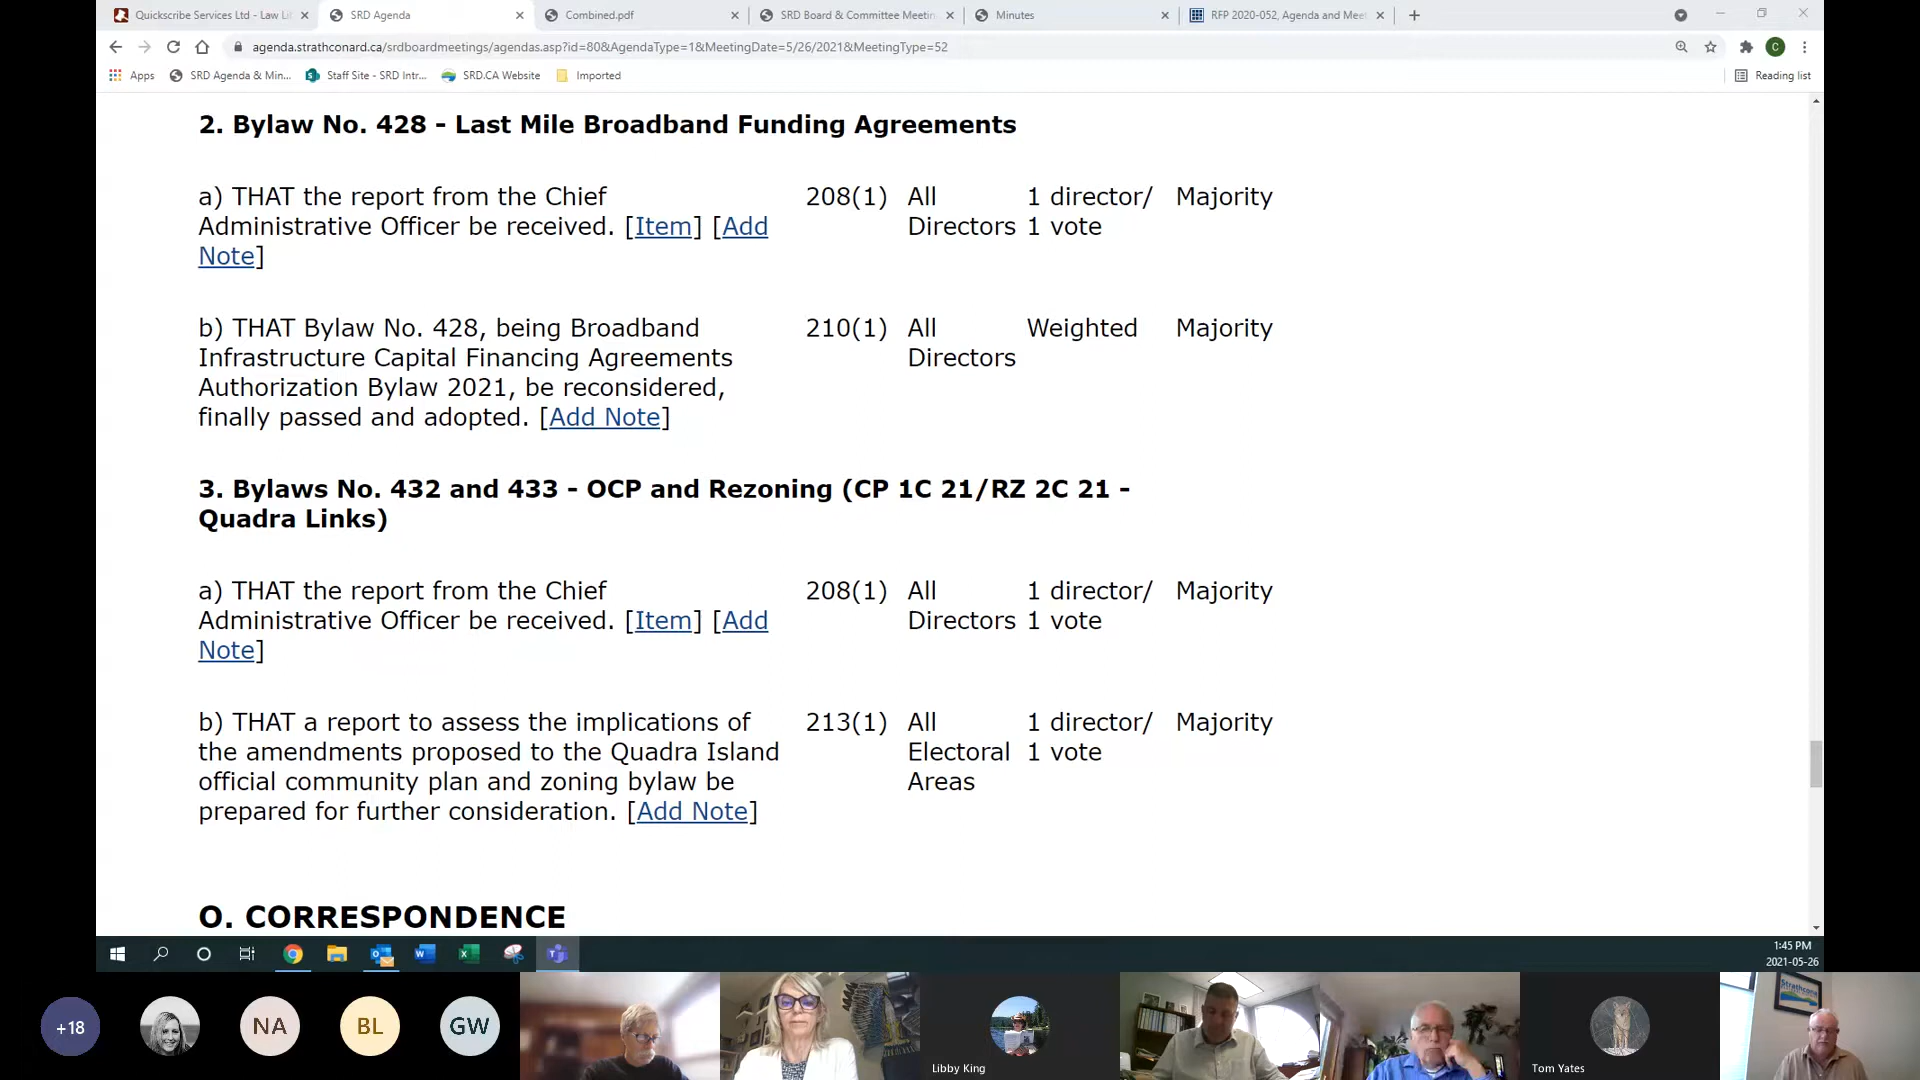 Quickscribe Services Ltd - Law Li
SRD Agenda
Combined.pdf
SRD Board & Committee Meetin
Minutes
RFP 2020-052, Agenda and Mee
agenda.strathconard.ca/srdboardmeetings/agendas.asp?id=80&AgendaType=1&MeetingDate=5/26/2021&MeetingType=52
C
Apps
SRD Agenda & Min...
Staff Site - SRD Intr...
SRD.CA Website
Imported
Reading list
2. Bylaw No. 428 - Last Mile Broadband Funding Agreements
a) THAT the report from the Chief 208(1) All 1 director/ Majority
Administrative Officer be received. [Item] [Add Directors 1 vote
Note]
b) THAT Bylaw No. 428, being Broadband 210(1) All Weighted Majority
Infrastructure Capital Financing Agreements Directors
Authorization Bylaw 2021, be reconsidered,
finally passed and adopted. [Add Note]
3. Bylaws No. 432 and 433 - OCP and Rezoning (CP 1C 21/RZ 2C 21 -
Quadra Links)
a) THAT the report from the Chief 208(1) All 1 director/ Majority
Administrative Officer be received. [Item] [Add Directors 1 vote
Note]
b) THAT a report to assess the implications of 213(1) All 1 director/ Majority
the amendments proposed to the Quadra Island Electoral 1 vote
official community plan and zoning bylaw be Areas
prepared for further consideration. [Add Note]
O. CORRESPONDENCE
1:45 PM
2021-05-26
+18
NA
BL
GW
Libby King
Tom Yates
Strathcona